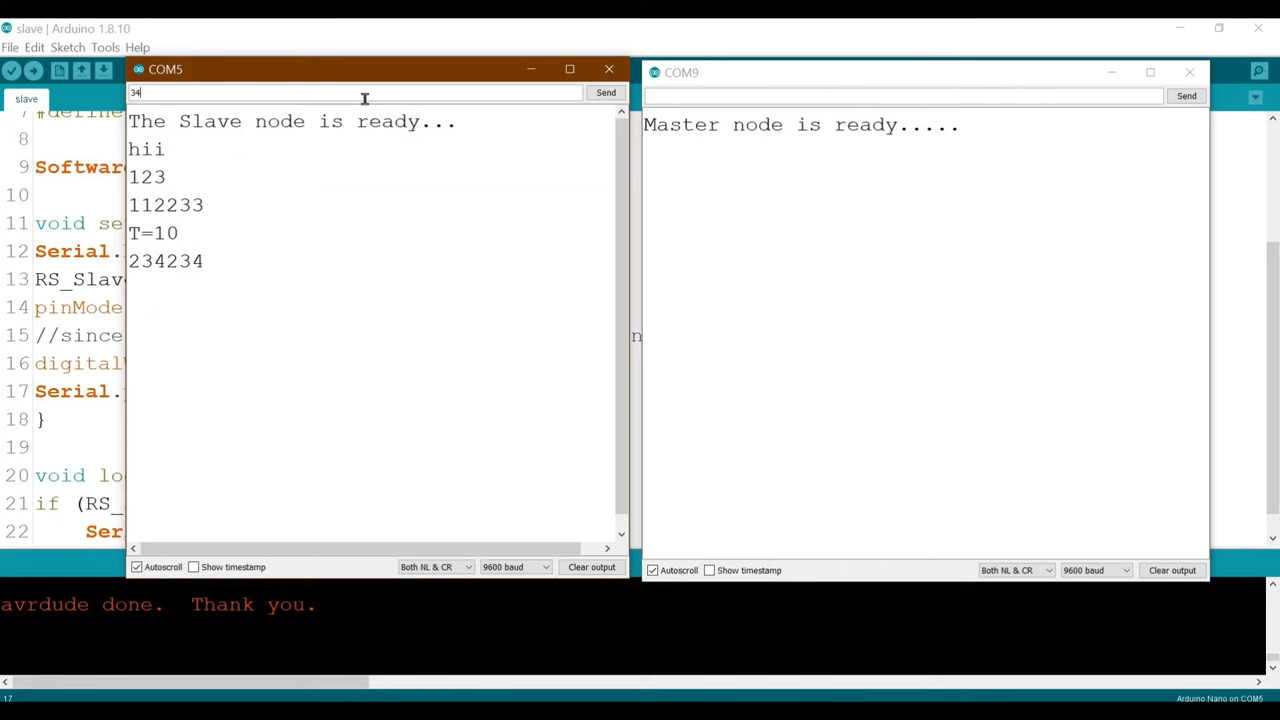 slave | Arduino 1.8.10
File Edit Sketch Tools Help
slave
COM5
34
Send
The Slave node is ready...
hii
123
112233
T=10
234234
Autoscroll
Show timestamp
Both NL & CR
9600 baud
Clear output
COM9
Send
Master node is ready.....
Autoscroll
Show timestamp
Both NL & CR
9600 baud
Clear output
7 #define
8
9 Softwar
10
11 void se
12 Serial.
13 RS_Slav
14 pinMode
15 //since n
16 digital
17 Serial.
18 }
19
20 void lo
21 if (RS_
22 Ser
avrdude done. Thank you.
17
Arduino Nano on COM5